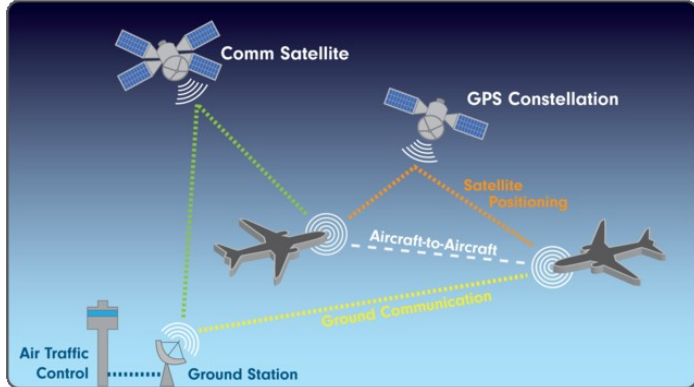 Comm Satellite
GPS Constellation
Satellite
Positioning
Aircraft-to-Aircraft
Ground Communication
Air Traffic
Control
Ground Station